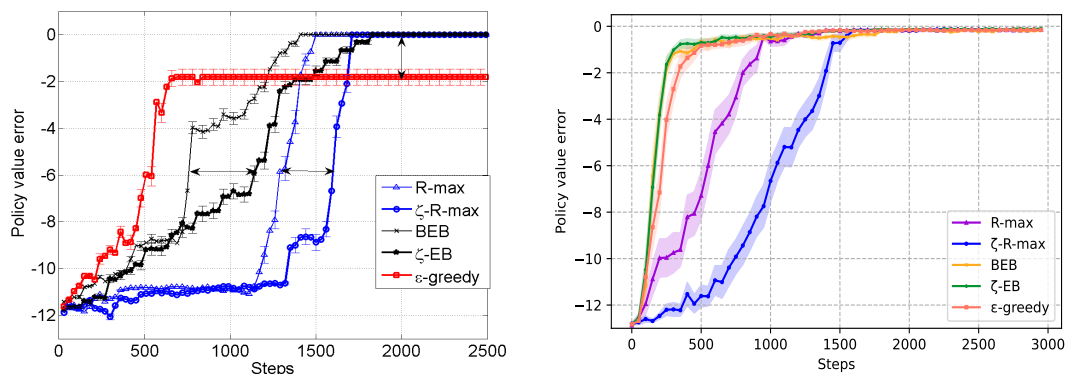 0
-2
-4
-6
-8
-10
-12
Policy value error
0
500
1000
1500
2000
2500
Steps
R-max
ζ-R-max
BEB
ζ-EB
ε-greedy
0
−2
−4
−6
−8
−10
−12
Policy value error
0
500
1000
1500
2000
2500
3000
Steps
R-max
ζ-R-max
BEB
ζ-EB
ε-greedy